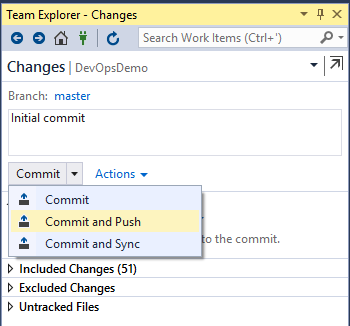 Team Explorer - Changes
Search Work Items (Ctrl+')
Changes | DevOpsDemo
Branch: master
Initial commit
Commit Actions
Commit
Commit and Push
Commit and Sync
to the commit.
Included Changes (51)
Excluded Changes
Untracked Files